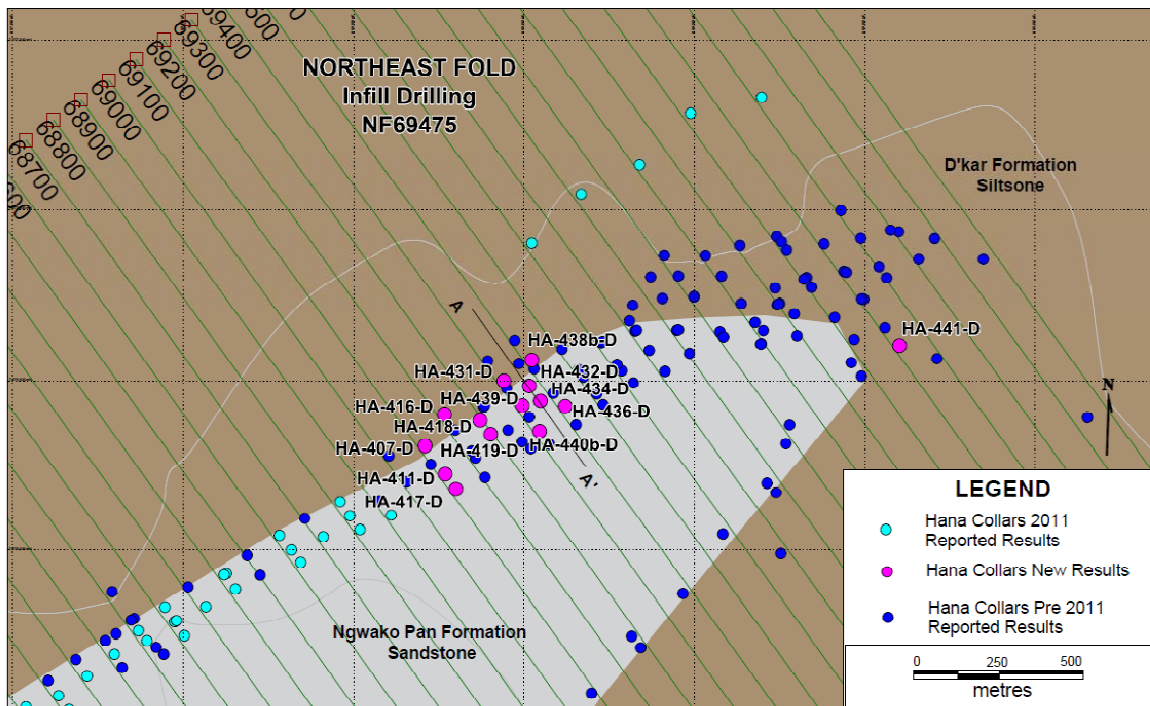 NORTHEAST FOLD
Infill Drilling
NF69475
69400
69300
69200
69100
69000
68900
68800
68700
D'kar Formation
Siltsone
A
HA-438b-D
HA-441-D
HA-431-D
HA-432-D
HA-434-D
HA-439-D
HA-416-D
HA-436-D
HA-418-D
HA-407-D
HA-419-D
HA-440b-D
HA-411-D
A'
HA-417-D
N
Ngwako Pan Formation
Sandstone
LEGEND
Hana Collars 2011
Reported Results
Hana Collars New Results
Hana Collars Pre 2011
Reported Results
0 250 500
metres